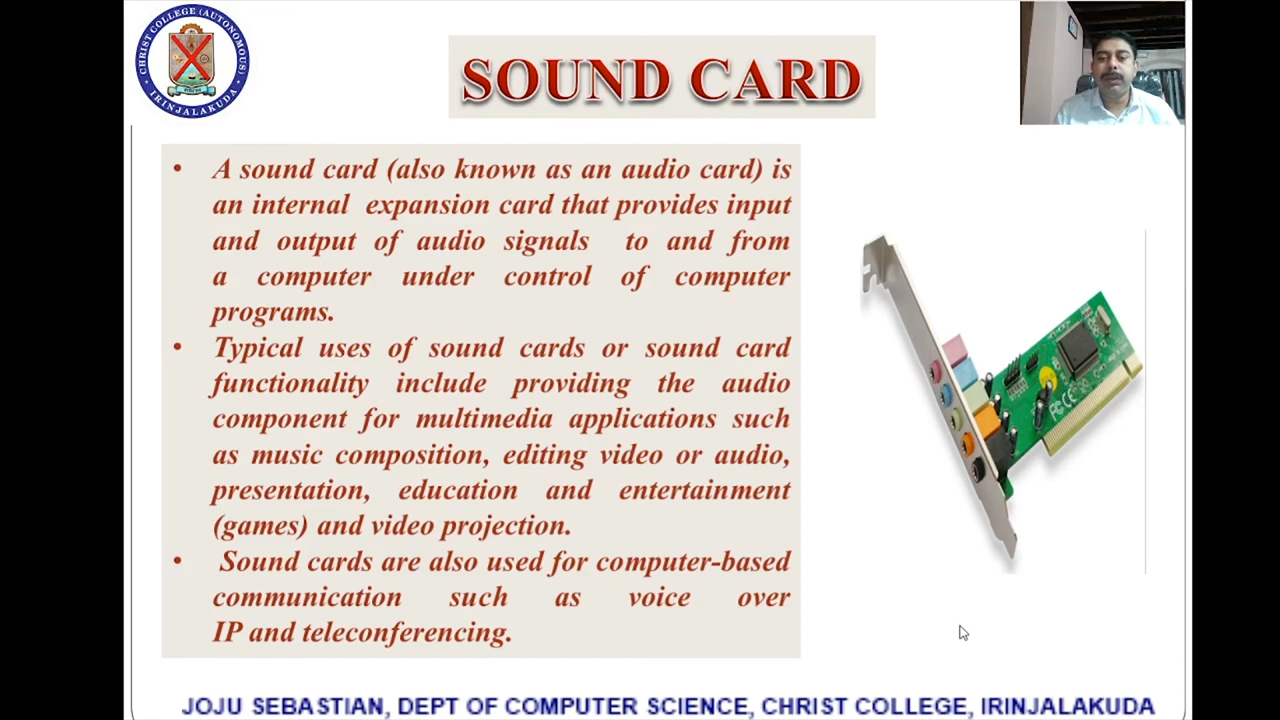 CHRIST COLLEGE (AUTONOMOUS)
IRINJALAKUDA
SOUND CARD
• A sound card (also known as an audio card) is
an internal expansion card that provides input
and output of audio signals to and from
a computer under control of computer
programs.
• Typical uses of sound cards or sound card
functionality include providing the audio
component for multimedia applications such
as music composition, editing video or audio,
presentation, education and entertainment
(games) and video projection.
• Sound cards are also used for computer-based
communication such as voice over
IP and teleconferencing.
JOJU SEBASTIAN, DEPT OF COMPUTER SCIENCE, CHRIST COLLEGE, IRINJALAKUDA